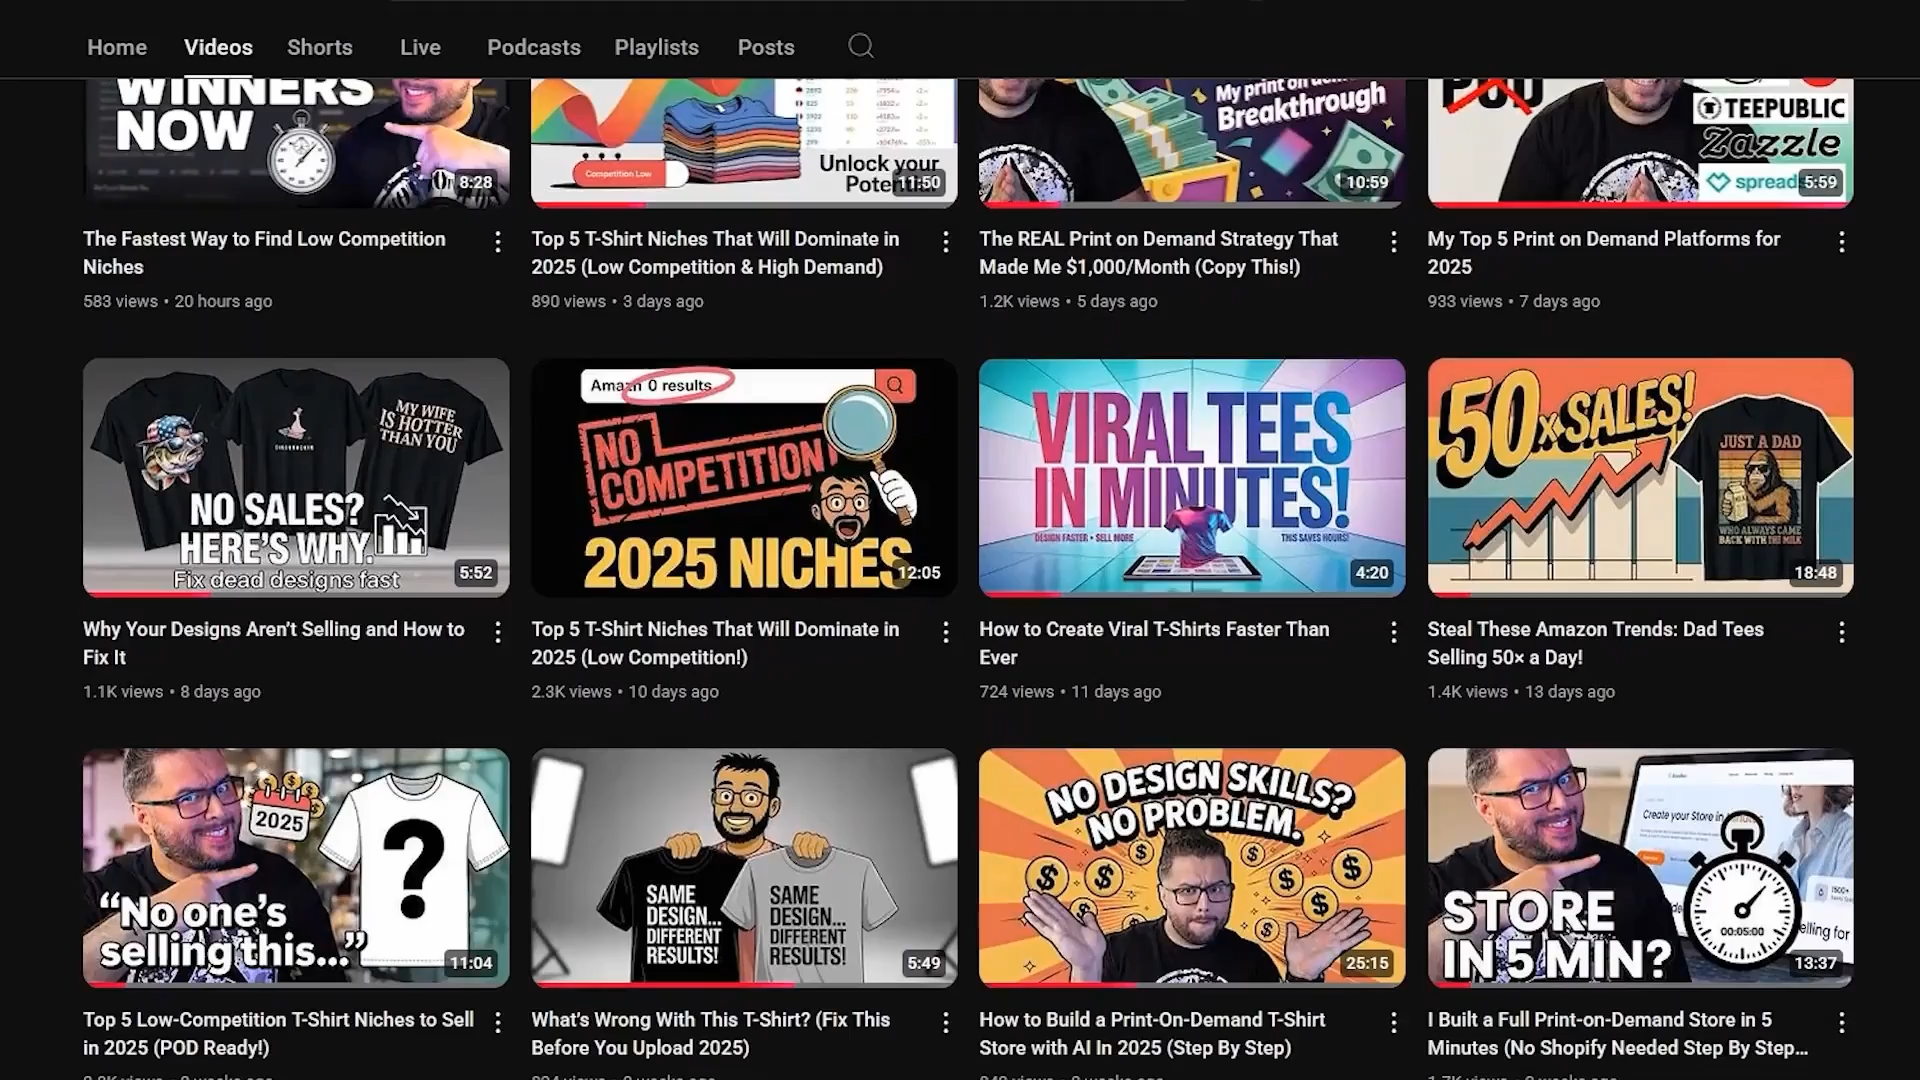 Home Videos Shorts Live Podcasts Playlists Posts
WINNERS
NOW
8:28
Competition Low
Unlock your
11:50
My print on
Breakthrough
10:59
POD
TEEPUBLIC
Zazzle
spreads
5:59
The Fastest Way to Find Low Competition
Niches
583 views • 20 hours ago
Top 5 T-Shirt Niches That Will Dominate in
2025 (Low Competition & High Demand)
890 views • 3 days ago
The REAL Print on Demand Strategy That
Made Me $1,000/Month (Copy This!)
1.2K views • 5 days ago
My Top 5 Print on Demand Platforms for
2025
933 views • 7 days ago
MY WIFE
IS HOTTER
THAN YOU
NO SALES?
HERE'S WHY.
Fix dead designs fast
5:52
0 results
NO
COMPETITION
2025 NICHES
12:05
VIRAL TEES
IN MINUTES!
DESIGN FASTER • SELL MORE
THIS SAVES HOURS!
4:20
50x SALES!
JUST A DAD
WHO ALWAYS CAME
BACK WITH THE MILK
18:48
Why Your Designs Aren't Selling and How to
Fix It
1.1K views • 8 days ago
Top 5 T-Shirt Niches That Will Dominate in
2025 (Low Competition!)
2.3K views • 10 days ago
How to Create Viral T-Shirts Faster Than
Ever
724 views • 11 days ago
Steal These Amazon Trends: Dad Tees
Selling 50× a Day!
1.4K views • 13 days ago
2025
?
“No one's
selling this...”
11:04
SAME
DESIGN...
DIFFERENT
RESULTS!
SAME
DESIGN...
DIFFERENT
RESULTS!
5:49
NO DESIGN SKILLS?
NO PROBLEM.
25:15
Create your Store in
STORE
IN 5 MIN?
00:05:00
elling for
13:37
Top 5 Low-Competition T-Shirt Niches to Sell
in 2025 (POD Ready!)
What's Wrong With This T-Shirt? (Fix This
Before You Upload 2025)
How to Build a Print-On-Demand T-Shirt
Store with AI In 2025 (Step By Step)
I Built a Full Print-on-Demand Store in 5
Minutes (No Shopify Needed Step By Step...